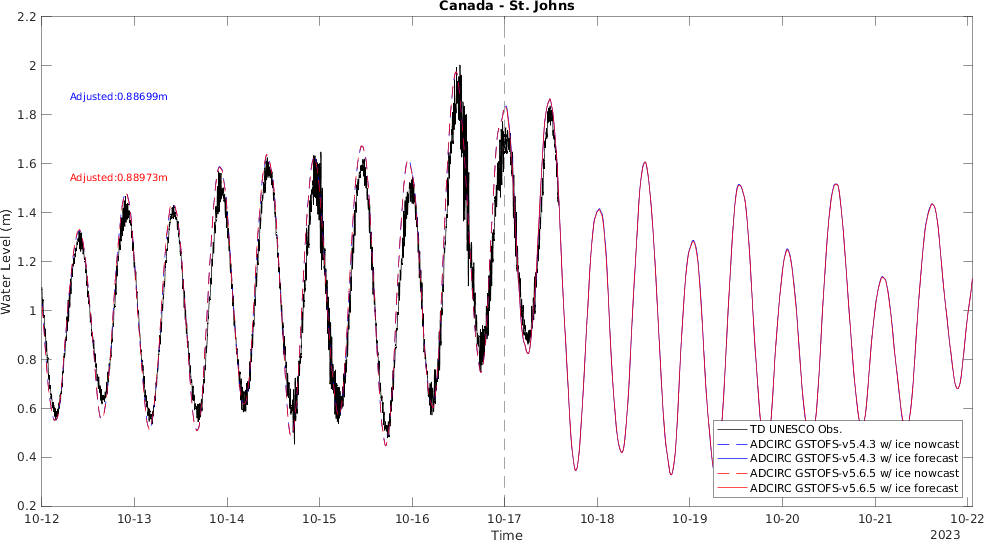 Canada - St. Johns
2.2
2
1.8
1.6
1.4
1.2
1
0.8
0.6
0.4
0.2
Water Level (m)
Adjusted:0.88699m
Adjusted:0.88973m
TD UNESCO Obs.
ADCIRC GSTOFS-v5.4.3 w/ ice nowcast
ADCIRC GSTOFS-v5.4.3 w/ ice forecast
ADCIRC GSTOFS-v5.6.5 w/ ice nowcast
ADCIRC GSTOFS-v5.6.5 w/ ice forecast
10-12 10-13 10-14 10-15 10-16 10-17 10-18 10-19 10-20 10-21 10-22
Time
2023